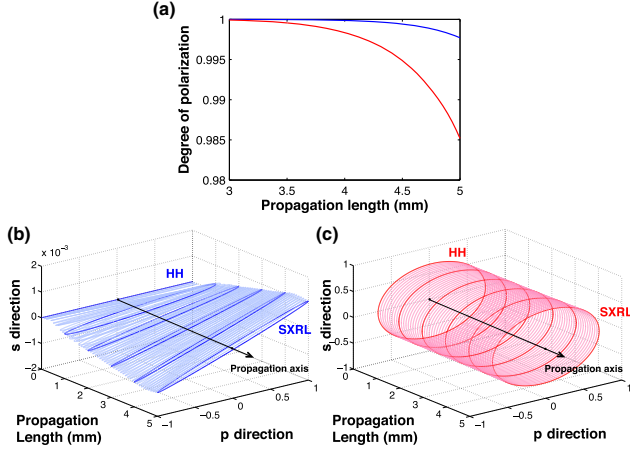 (a)
1
0.995
0.99
0.985
0.98
Degree of polarization
3 3.5 4 4.5 5
Propagation length (mm)
(b)
x 10⁻³
2
1
0
−1
−2
s direction
HH
SXRL
Propagation axis
0 1 2 3 4 5
Propagation
Length (mm)
−1 −0.5 0 0.5 1
p direction
(c)
1
0.5
0
−0.5
−1
s direction
HH
SXRL
Propagation axis
0 1 2 3 4 5
Propagation
Length (mm)
−1 −0.5 0 0.5 1
p direction